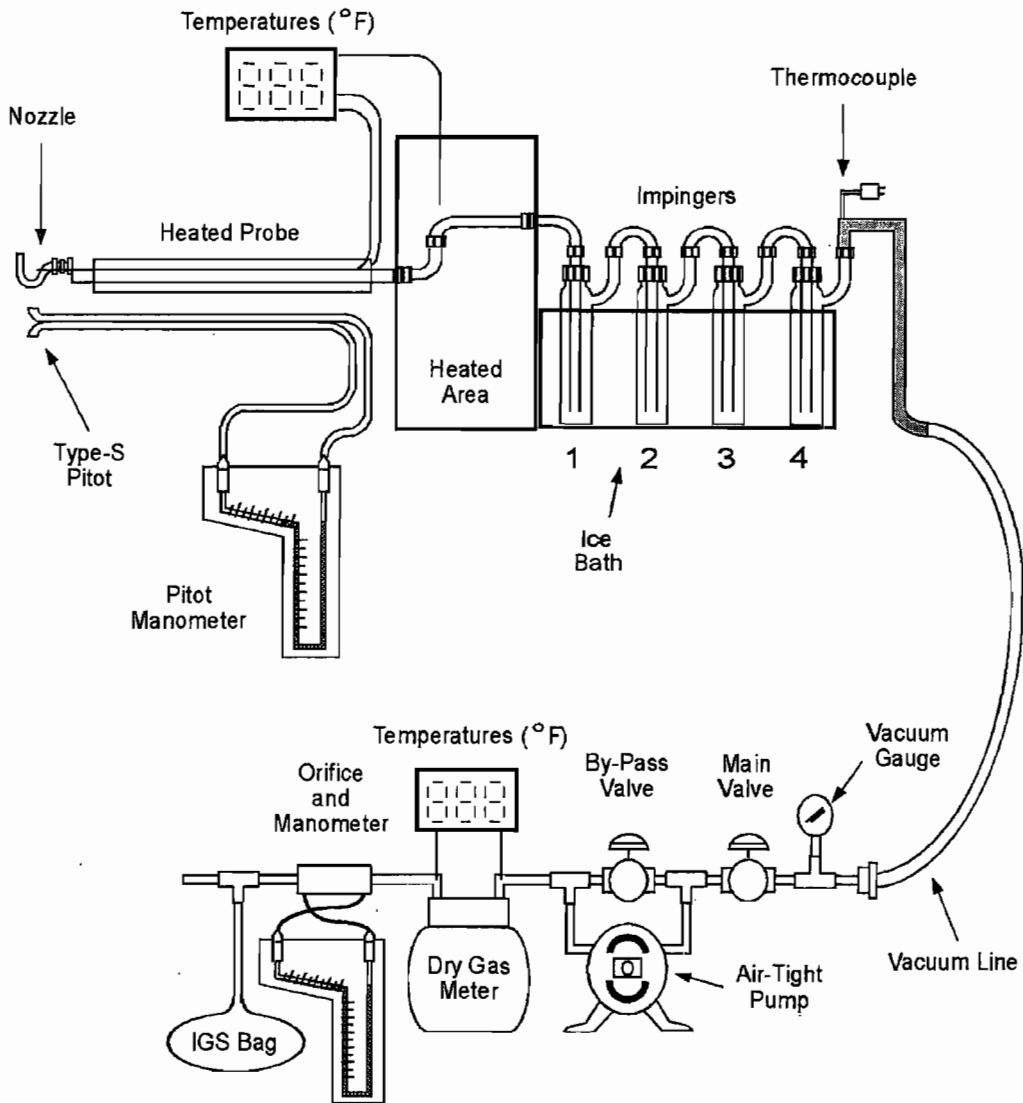 Temperatures (°F)
Thermocouple
Nozzle
Impingers
Heated Probe
Heated
Area
Type-S
Pitot
1 2 3 4
Ice
Bath
Pitot
Manometer
Temperatures (°F)
Vacuum
Gauge
By-Pass
Valve
Main
Valve
Orifice
and
Manometer
Dry Gas
Meter
Air-Tight
Pump
Vacuum Line
IGS Bag